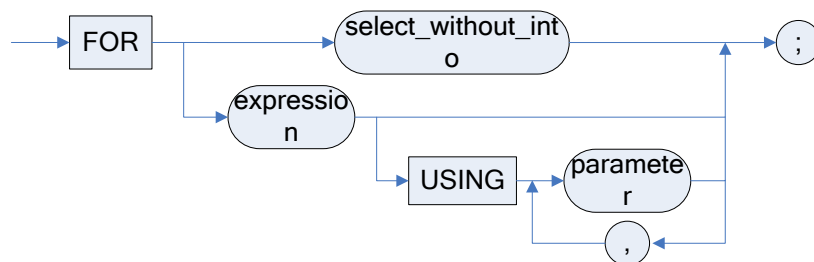 FOR
select_without_int
o
;
expressio
n
USING
paramete
r
,